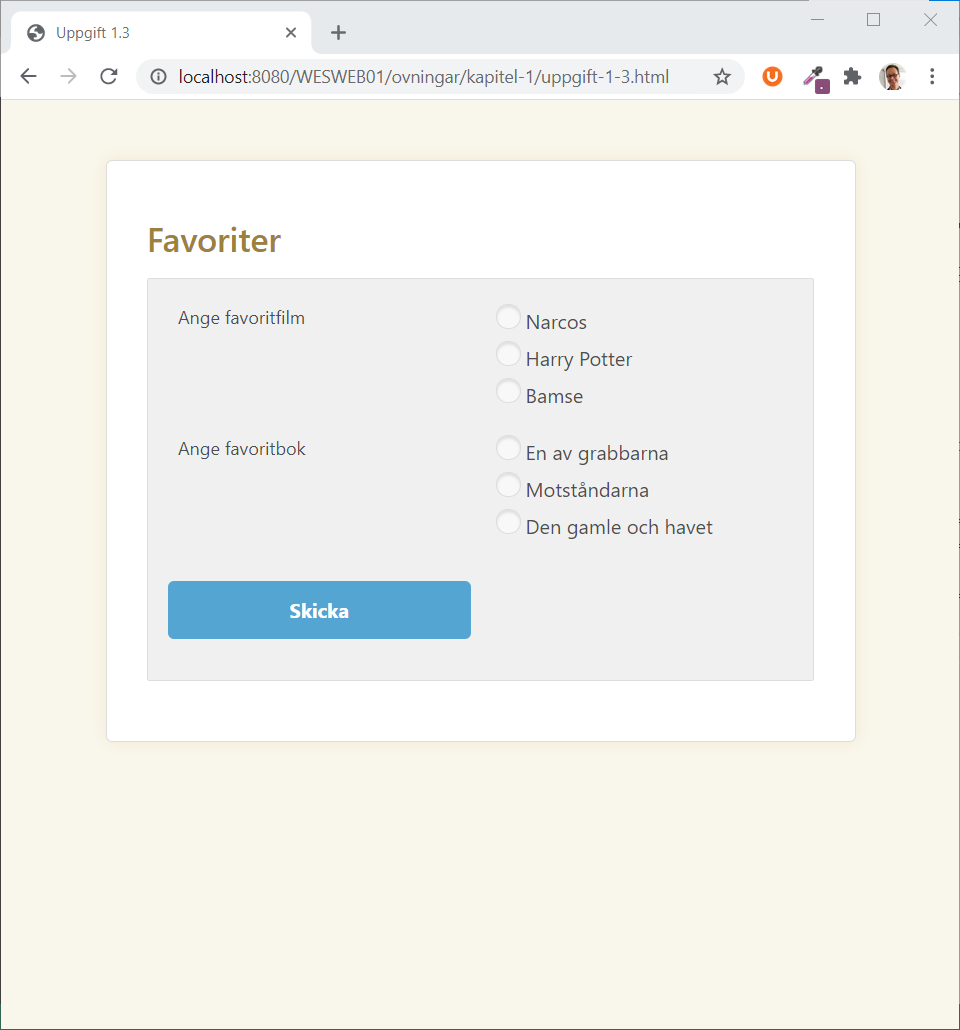 Uppgift 1.3
localhost:8080/WESWEB01/ovningar/kapitel-1/uppgift-1-3.html
Favoriter
Ange favoritfilm
Narcos
Harry Potter
Bamse
Ange favoritbok
En av grabbarna
Motståndarna
Den gamle och havet
Skicka